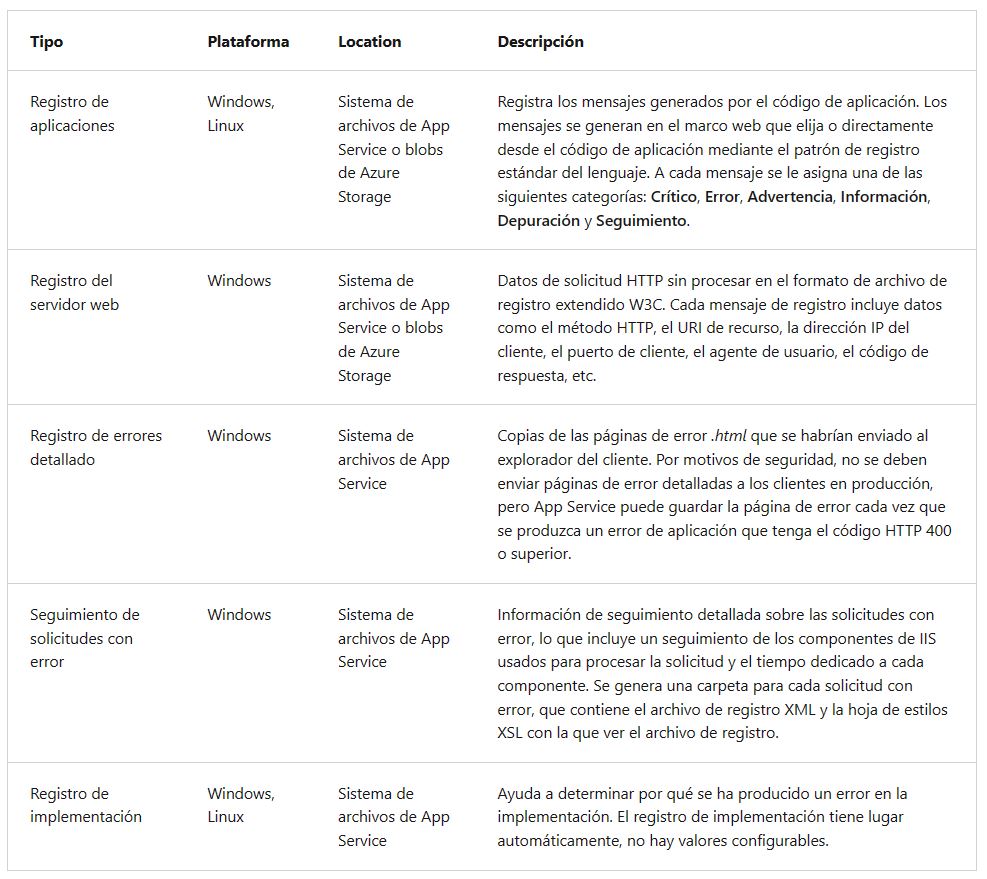 Tipo
Plataforma
Location
Descripción
Registro de
aplicaciones
Windows,
Linux
Sistema de
archivos de App
Service o blobs
de Azure
Storage
Registra los mensajes generados por el código de aplicación. Los
mensajes se generan en el marco web que elija o directamente
desde el código de aplicación mediante el patrón de registro
estándar del lenguaje. A cada mensaje se le asigna una de las
siguientes categorías: Crítico, Error, Advertencia, Información,
Depuración y Seguimiento.
Registro del
servidor web
Windows
Sistema de
archivos de App
Service o blobs
de Azure
Storage
Datos de solicitud HTTP sin procesar en el formato de archivo de
registro extendido W3C. Cada mensaje de registro incluye datos
como el método HTTP, el URI de recurso, la dirección IP del
cliente, el puerto de cliente, el agente de usuario, el código de
respuesta, etc.
Registro de errores
detallado
Windows
Sistema de
archivos de App
Service
Copias de las páginas de error .html que se habrían enviado al
explorador del cliente. Por motivos de seguridad, no se deben
enviar páginas de error detalladas a los clientes en producción,
pero App Service puede guardar la página de error cada vez que
se produzca un error de aplicación que tenga el código HTTP 400
o superior.
Seguimiento de
solicitudes con
error
Windows
Sistema de
archivos de App
Service
Información de seguimiento detallada sobre las solicitudes con
error, lo que incluye un seguimiento de los componentes de IIS
usados para procesar la solicitud y el tiempo dedicado a cada
componente. Se genera una carpeta para cada solicitud con
error, que contiene el archivo de registro XML y la hoja de estilos
XSL con la que ver el archivo de registro.
Registro de
implementación
Windows,
Linux
Sistema de
archivos de App
Service
Ayuda a determinar por qué se ha producido un error en la
implementación. El registro de implementación tiene lugar
automáticamente, no hay valores configurables.